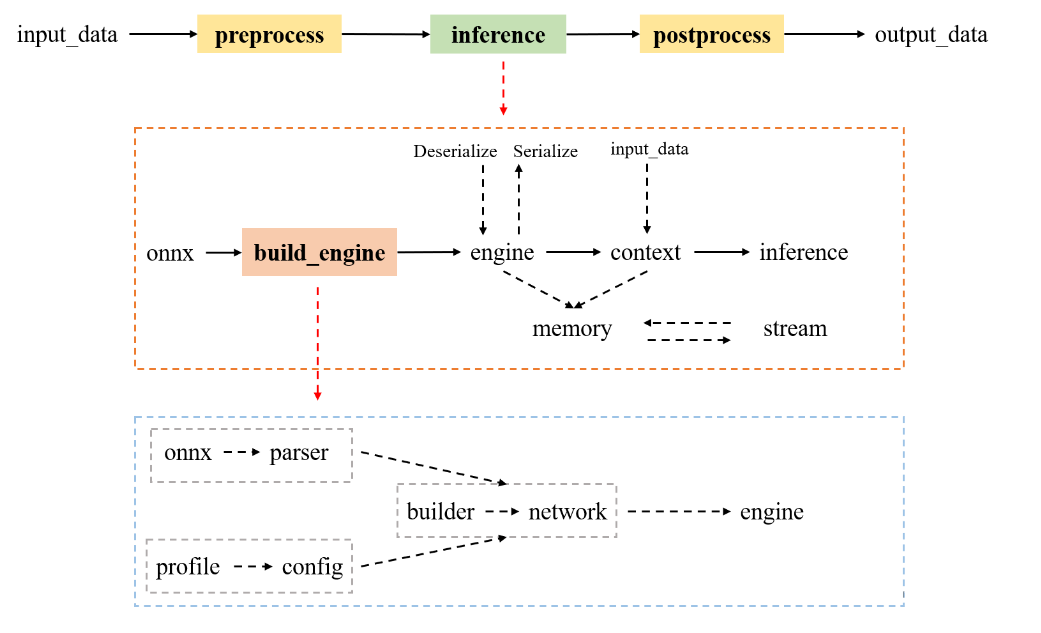 input_data preprocess inference postprocess output_data
Deserialize Serialize input_data
onnx build_engine engine context inference
memory stream
onnx parser
builder network engine
profile config